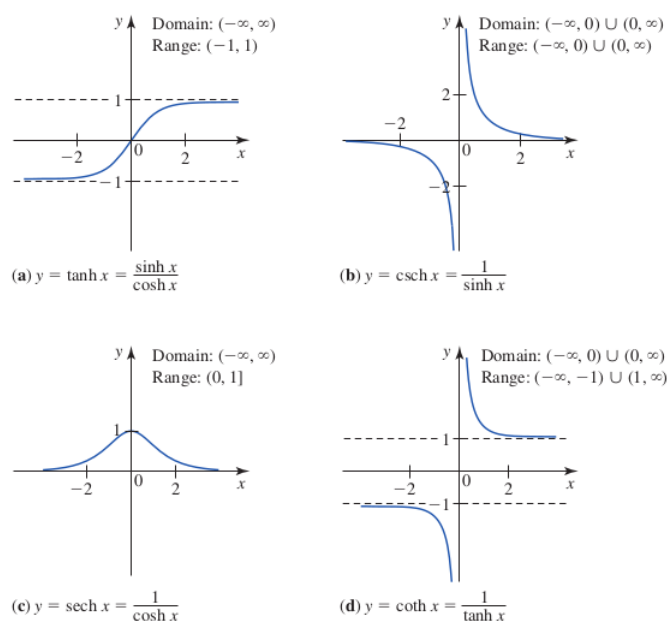 y
Domain: (−∞, ∞)
Range: (−1, 1)
1
−2
0
2
x
−1
(a) y = tanh x = sinh x / cosh x
y
Domain: (−∞, 0) ∪ (0, ∞)
Range: (−∞, 0) ∪ (0, ∞)
2
−2
0
2
x
−2
(b) y = csch x = 1 / sinh x
y
Domain: (−∞, ∞)
Range: (0, 1]
1
−2
0
2
x
(c) y = sech x = 1 / cosh x
y
Domain: (−∞, 0) ∪ (0, ∞)
Range: (−∞, −1) ∪ (1, ∞)
1
−2
0
2
x
−1
(d) y = coth x = 1 / tanh x